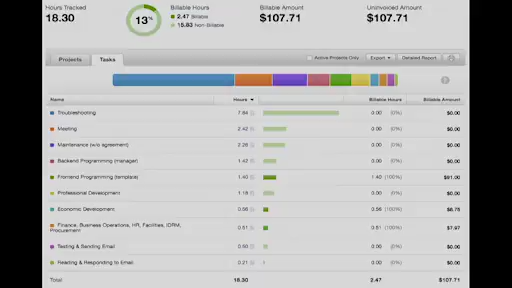 Hours Tracked
18.30
13%
Billable Hours
2.47 Billable
15.83 Non-Billable
Billable Amount
$107.71
Uninvoiced Amount
$107.71
Projects
Tasks
Active Projects Only
Export
Detailed Report
Name Hours Billable Hours Billable Amount
Troubleshooting 7.84 0.00 (0%) $0.00
Meeting 2.42 0.00 (0%) $0.00
Maintenance (w/o agreement) 2.26 0.00 (0%) $0.00
Backend Programming (manager) 1.42 0.00 (0%) $0.00
Frontend Programming (template) 1.40 1.40 (100%) $91.00
Professional Development 1.18 0.00 (0%) $0.00
Economic Development 0.56 0.56 (100%) $8.75
Finance, Business Operations, HR, Facilities, IDRM, 0.51 0.51 (100%) $7.97
Procurement
Testing & Sending Email 0.50 0.00 (0%) $0.00
Reading & Responding to Email 0.21 0.00 (0%) $0.00
Total 18.30 2.47 $107.71